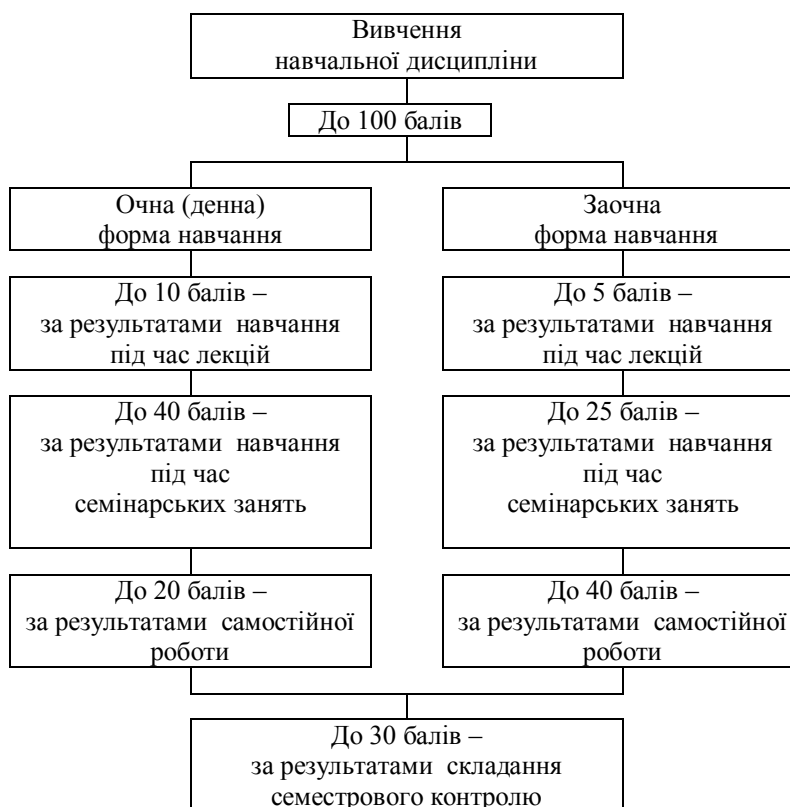 Вивчення
навчальної дисципліни
До 100 балів
Очна (денна)
форма навчання
Заочна
форма навчання
До 10 балів –
за результатами навчання
під час лекцій
До 5 балів –
за результатами навчання
під час лекцій
До 40 балів –
за результатами навчання
під час
семінарських занять
До 25 балів –
за результатами навчання
під час
семінарських занять
До 20 балів –
за результатами самостійної
роботи
До 40 балів –
за результатами самостійної
роботи
До 30 балів –
за результатами складання
семестрового контролю